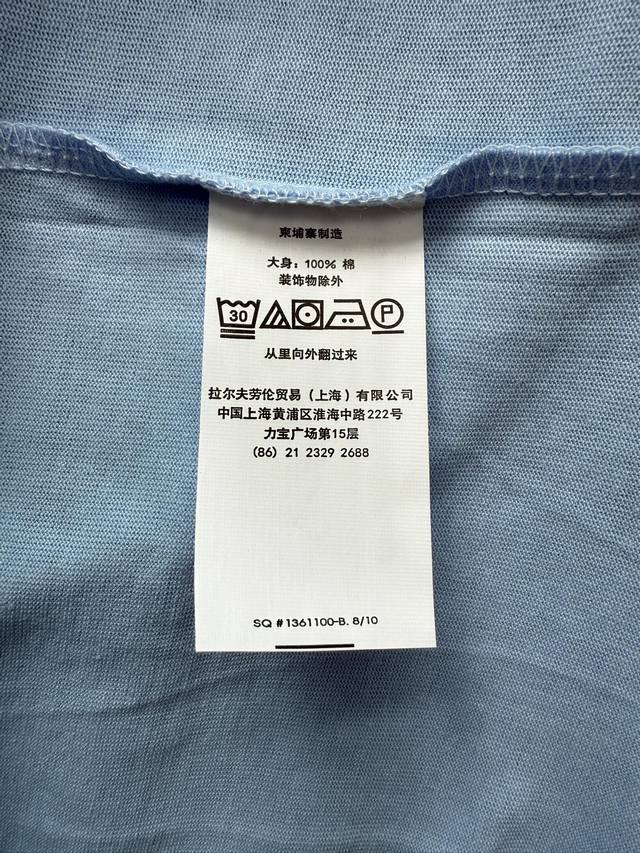 柬埔寨制造
大身：100% 棉
装饰物除外
30 P
从里向外翻过来
拉尔夫劳伦贸易（上海）有限公司
中国上海黄浦区淮海中路222号
力宝广场第15层
(86) 21 2329 2688
SQ #1361100-B. 8/10